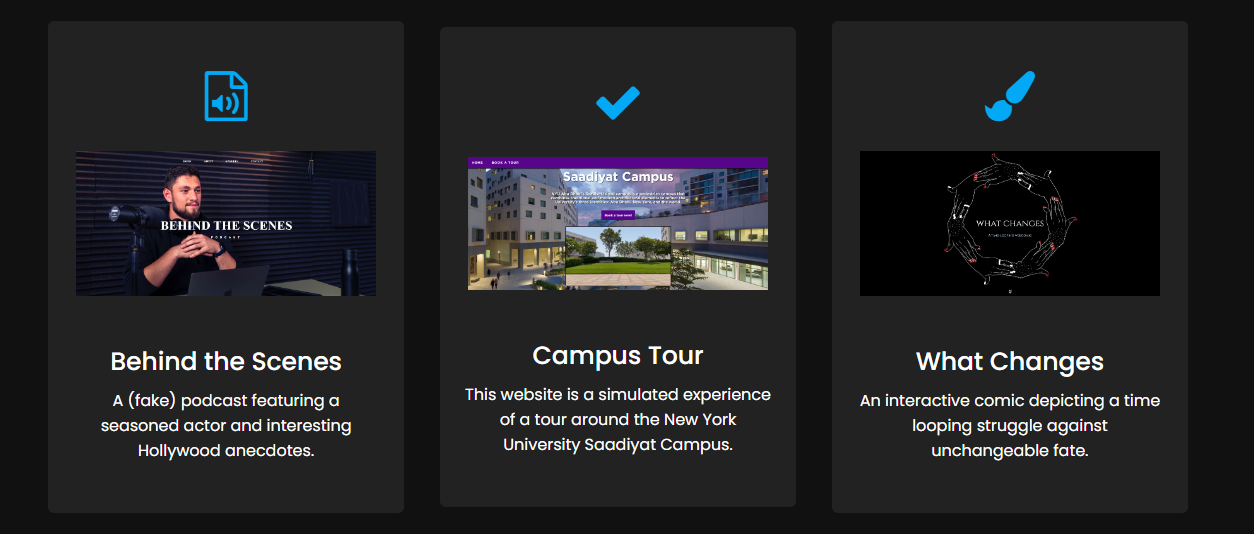 BEHIND THE SCENES
PODCAST
Behind the Scenes
A (fake) podcast featuring a
seasoned actor and interesting
Hollywood anecdotes.
HOME BOOK A TOUR
Saadiyat Campus
Book a tour now!
Campus Tour
This website is a simulated experience
of a tour around the New York
University Saadiyat Campus.
WHAT CHANGES
What Changes
An interactive comic depicting a time
looping struggle against
unchangeable fate.